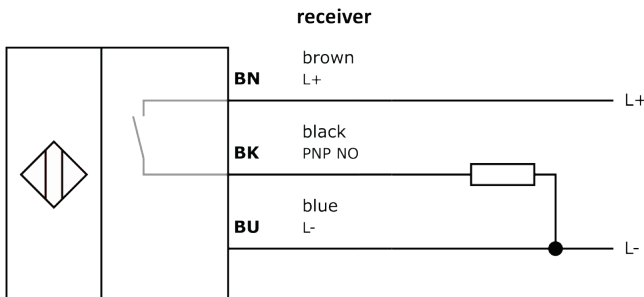 receiver
brown
BN L+
L+
black
BK PNP NO
blue
BU L-
L-